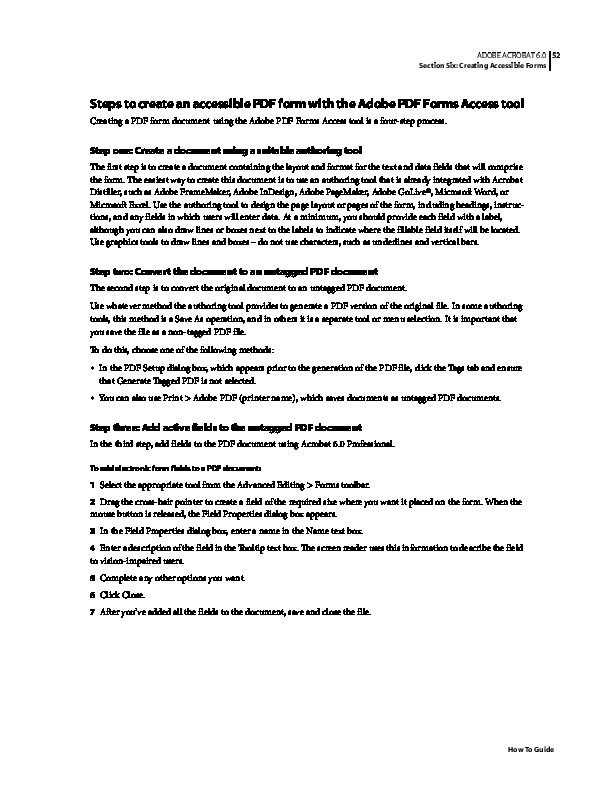 ADOBE ACROBAT 6.0 52
Section Six: Creating Accessible Forms
Steps to create an accessible PDF form with the Adobe PDF Forms Access tool
Creating a PDF form document using the Adobe PDF Forms Access tool is a four-step process.
Step one: Create a document using a suitable authoring tool
The first step is to create a document containing the layout and format for the text and data fields that will comprise
the form. The easiest way to create this document is to use an authoring tool that is already integrated with Acrobat
Distiller, such as Adobe FrameMaker, Adobe InDesign, Adobe PageMaker, Adobe GoLive®, Microsoft Word, or
Microsoft Excel. Use the authoring tool to design the page layout or pages of the form, including headings, instruc-
tions, and any fields in which users will enter data. At a minimum, you should provide each field with a label,
although you can also draw lines or boxes next to the labels to indicate where the fillable field itself will be located.
Use graphics tools to draw lines and boxes – do not use characters, such as underlines and vertical bars.
Step two: Convert the document to an untagged PDF document
The second step is to convert the original document to an untagged PDF document.
Use whatever method the authoring tool provides to generate a PDF version of the original file. In some authoring
tools, this method is a Save As operation, and in others it is a separate tool or menu selection. It is important that
you save the file as a non-tagged PDF file.
To do this, choose one of the following methods:
• In the PDF Setup dialog box, which appears prior to the generation of the PDF file, click the Tags tab and ensure
that Generate Tagged PDF is not selected.
• You can also use Print > Adobe PDF (printer name), which saves documents as untagged PDF documents.
Step three: Add active fields to the untagged PDF document
In the third step, add fields to the PDF document using Acrobat 6.0 Professional.
To add electronic form fields to a PDF document:
1 Select the appropriate tool from the Advanced Editing > Forms toolbar.
2 Drag the cross-hair pointer to create a field of the required size where you want it placed on the form. When the
mouse button is released, the Field Properties dialog box appears.
3 In the Field Properties dialog box, enter a name in the Name text box.
4 Enter a description of the field in the Tooltip text box. The screen reader uses this information to describe the field
to vision-impaired users.
5 Complete any other options you want.
6 Click Close.
7 After you've added all the fields to the document, save and close the file.
How To Guide